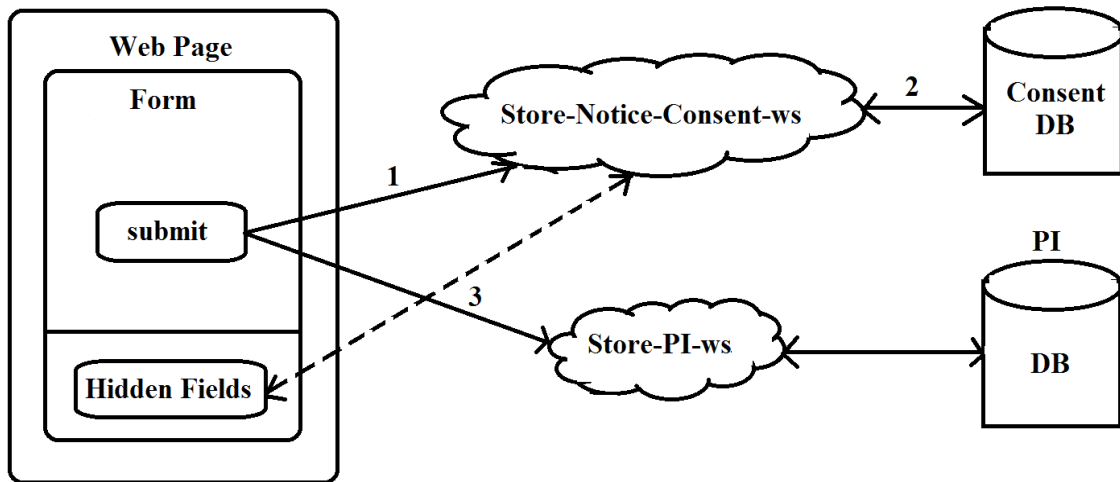 Web Page
Form
submit
Hidden Fields
1
3
Store-Notice-Consent-ws
2
Consent
DB
Store-PI-ws
PI
DB